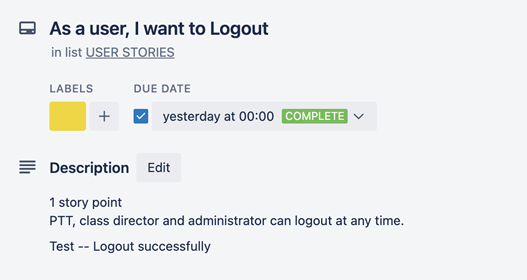 As a user, I want to Logout
in list USER STORIES
LABELS DUE DATE
+ yesterday at 00:00 COMPLETE
Description Edit
1 story point
PTT, class director and administrator can logout at any time.
Test -- Logout successfully